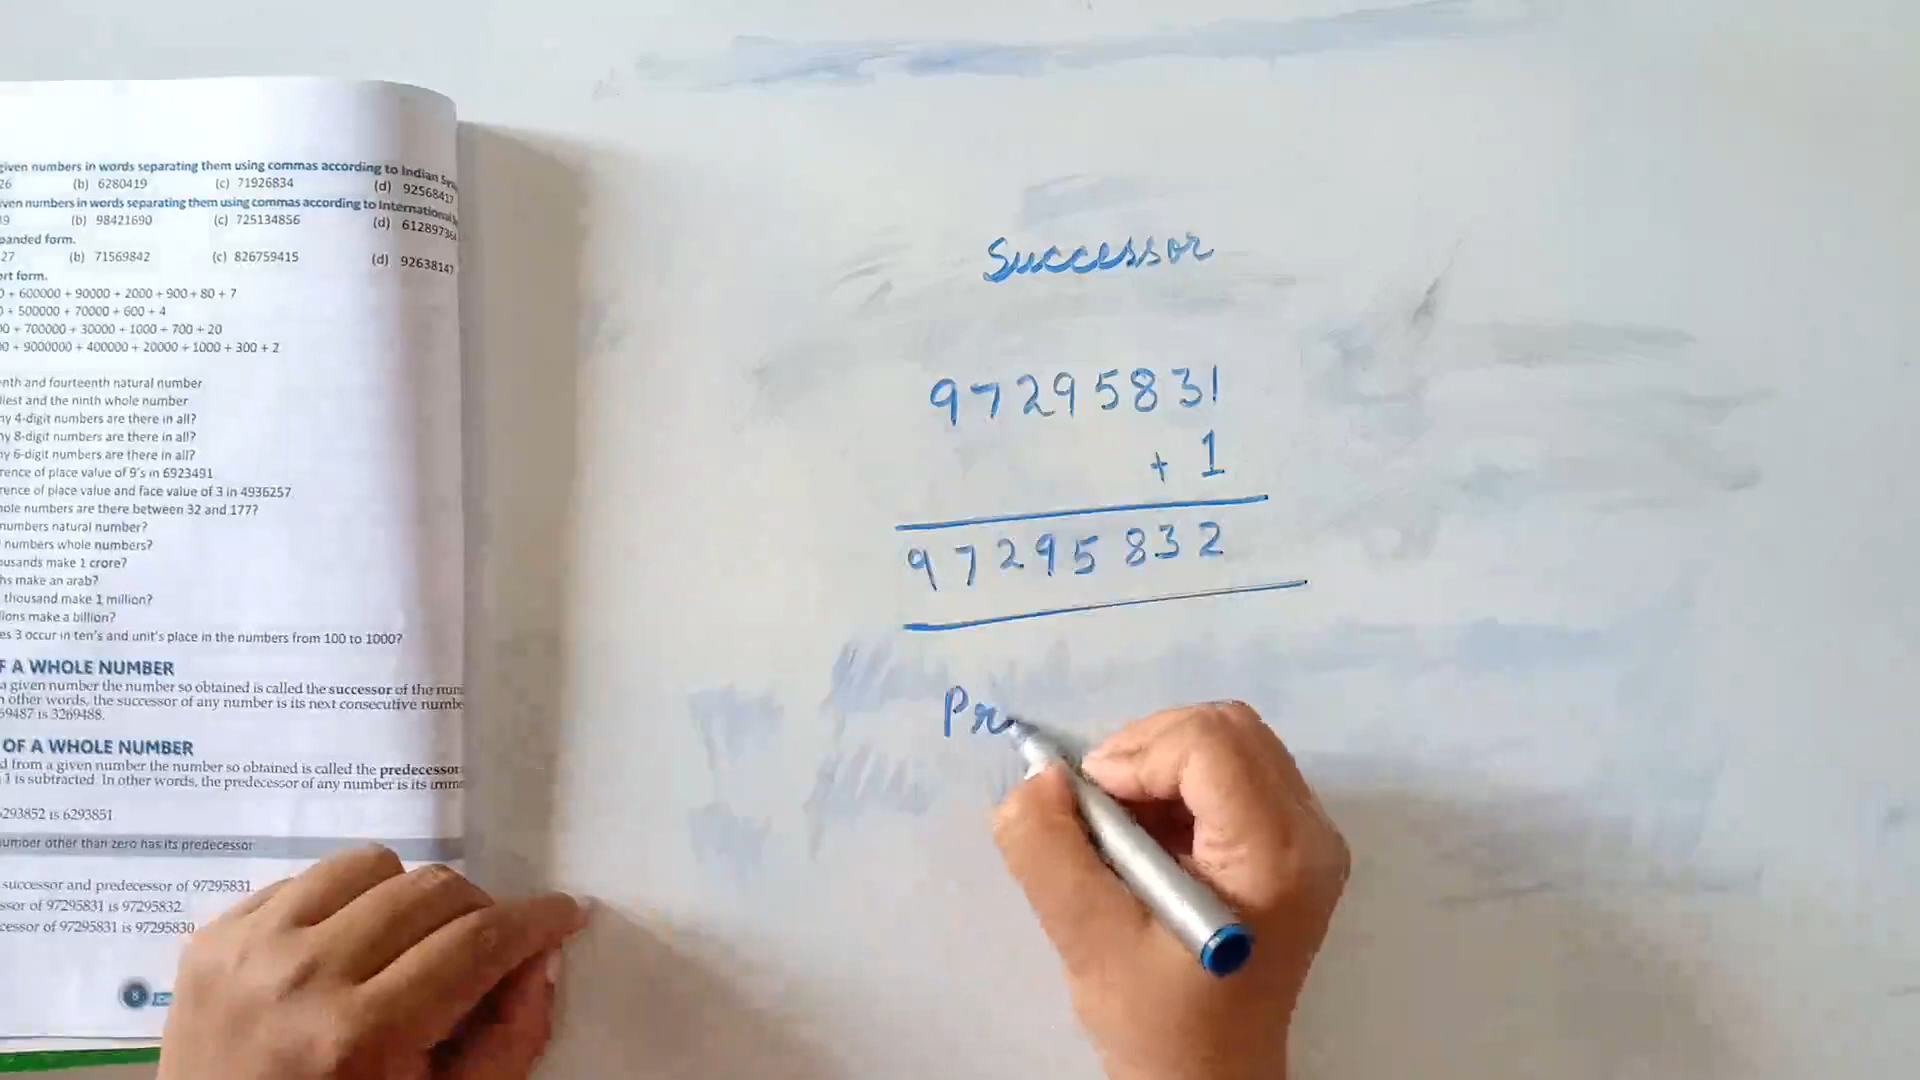 given numbers in words separating them using commas according to Indian
26 (b) 6280419 (c) 71926834 (d) 92568417
ven numbers in words separating them using commas according to International
(b) 98421690 (c) 725134856 (d) 61289736
panded form.
27 (b) 71569842 (c) 826759415 (d) 92638147
ort form.
0 + 600000 + 90000 + 2000 + 900 + 80 + 7
0 + 500000 + 70000 + 600 + 4
00 + 700000 + 30000 + 1000 + 700 + 20
00 + 9000000 + 400000 + 20000 + 1000 + 300 + 2
nth and fourteenth natural number
llest and the ninth whole number
ny 4-digit numbers are there in all?
ny 8-digit numbers are there in all?
ny 6-digit numbers are there in all?
rence of place value of 9's in 6923491
rence of place value and face value of 3 in 4936257
hole numbers are there between 32 and 177?
numbers natural number?
numbers whole numbers?
ousands make 1 crore?
hs make an arab?
thousand make 1 million?
lions make a billion?
es 3 occur in ten's and unit's place in the numbers from 100 to 1000?
F A WHOLE NUMBER
a given number the number so obtained is called the successor of the num
n other words, the successor of any number is its next consecutive numbe
69487 is 3269488.
OF A WHOLE NUMBER
d from a given number the number so obtained is called the predecessor
1 is subtracted. In other words, the predecessor of any number is its imme
6293852 is 6293851
number other than zero has its predecessor
successor and predecessor of 97295831.
ssor of 97295831 is 97295832.
cessor of 97295831 is 97295830
8
Successor
97295831
+ 1
97295832
Pr